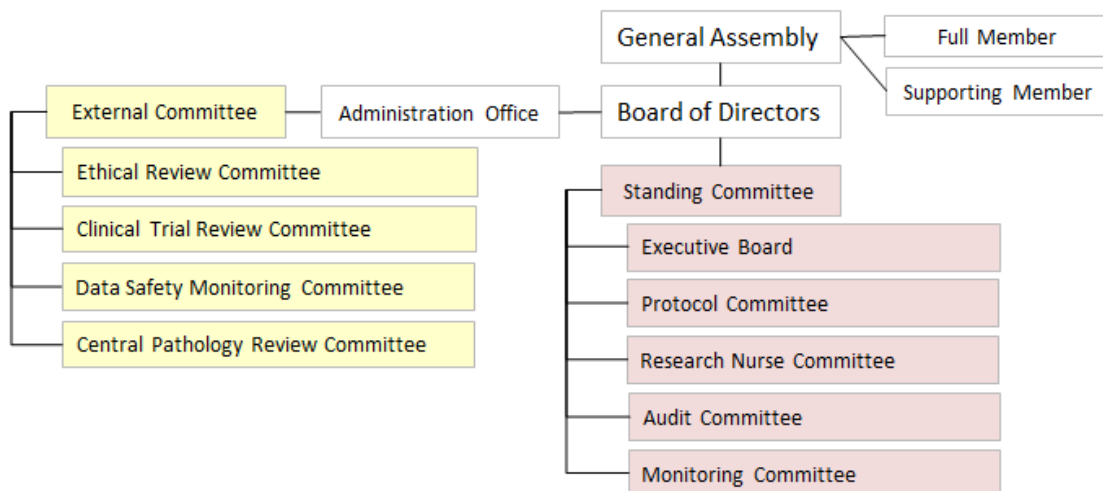 General Assembly
Full Member
Supporting Member
External Committee
Administration Office
Board of Directors
Ethical Review Committee
Clinical Trial Review Committee
Data Safety Monitoring Committee
Central Pathology Review Committee
Standing Committee
Executive Board
Protocol Committee
Research Nurse Committee
Audit Committee
Monitoring Committee